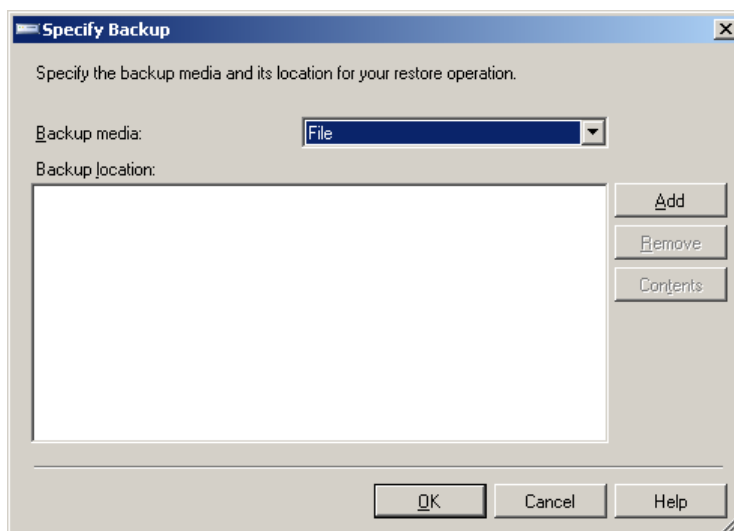 Specify Backup
Specify the backup media and its location for your restore operation.
Backup media:
File
Backup location:
Add
Remove
Contents
OK
Cancel
Help